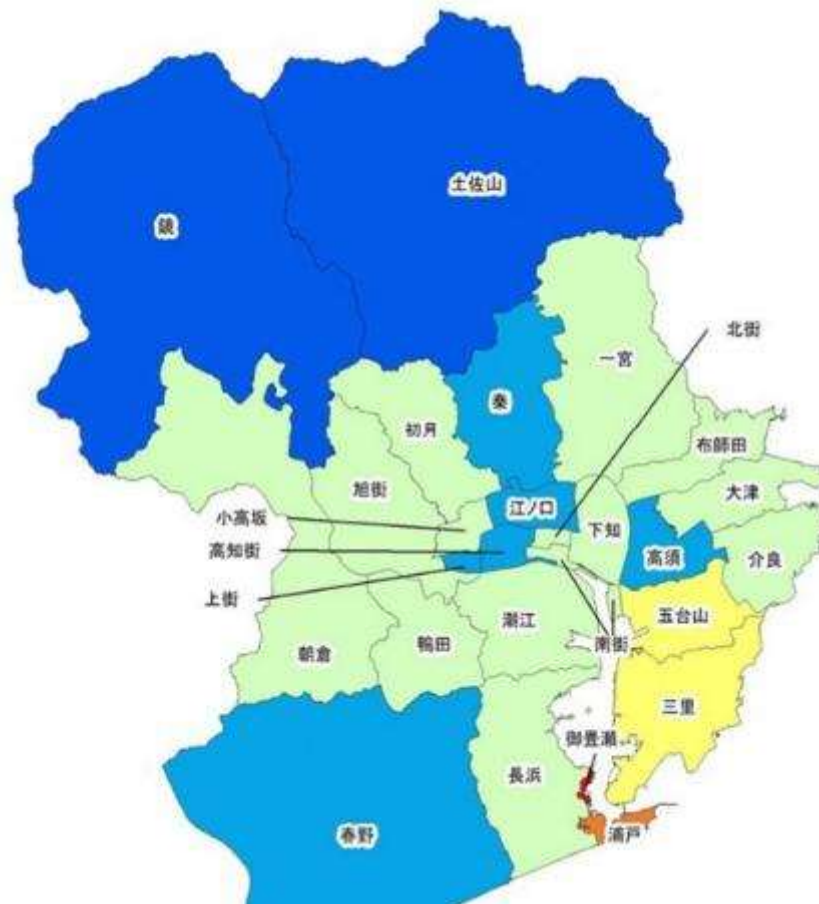 土佐山
鏡
北街
一宮
秦
初月
布師田
旭街
大津
江ノ口
小高坂
下知
高知街
高須
介良
上街
五台山
潮江
南街
鴨田
朝倉
三里
御畳瀬
長浜
浦戸
春野